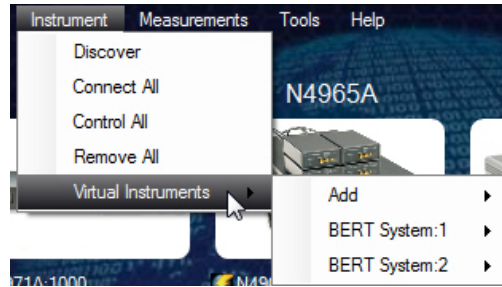 Instrument Measurements Tools Help
Discover
Connect All
N4965A
Control All
Remove All
Virtual Instruments
Add
BERT System:1
BERT System:2